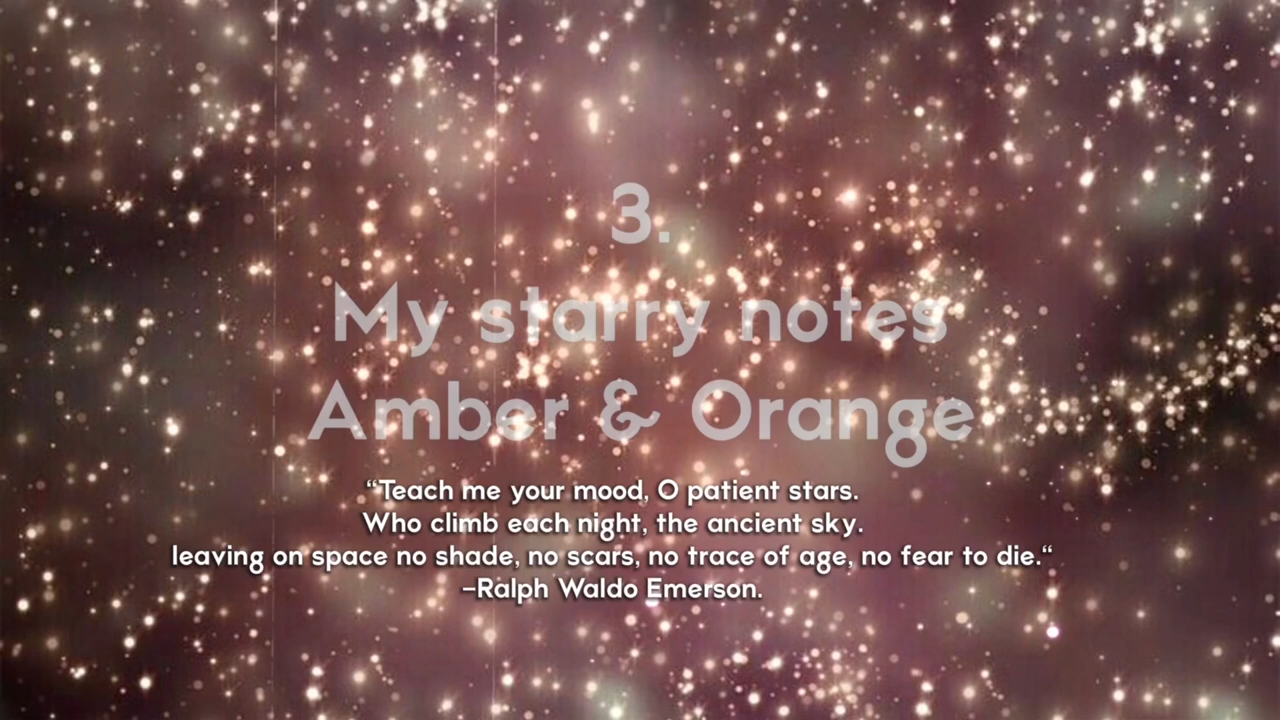 3.
My starry notes
Amber & Orange
“Teach me your mood, O patient stars.
Who climb each night, the ancient sky.
leaving on space no shade, no scars, no trace of age, no fear to die.“
–Ralph Waldo Emerson.